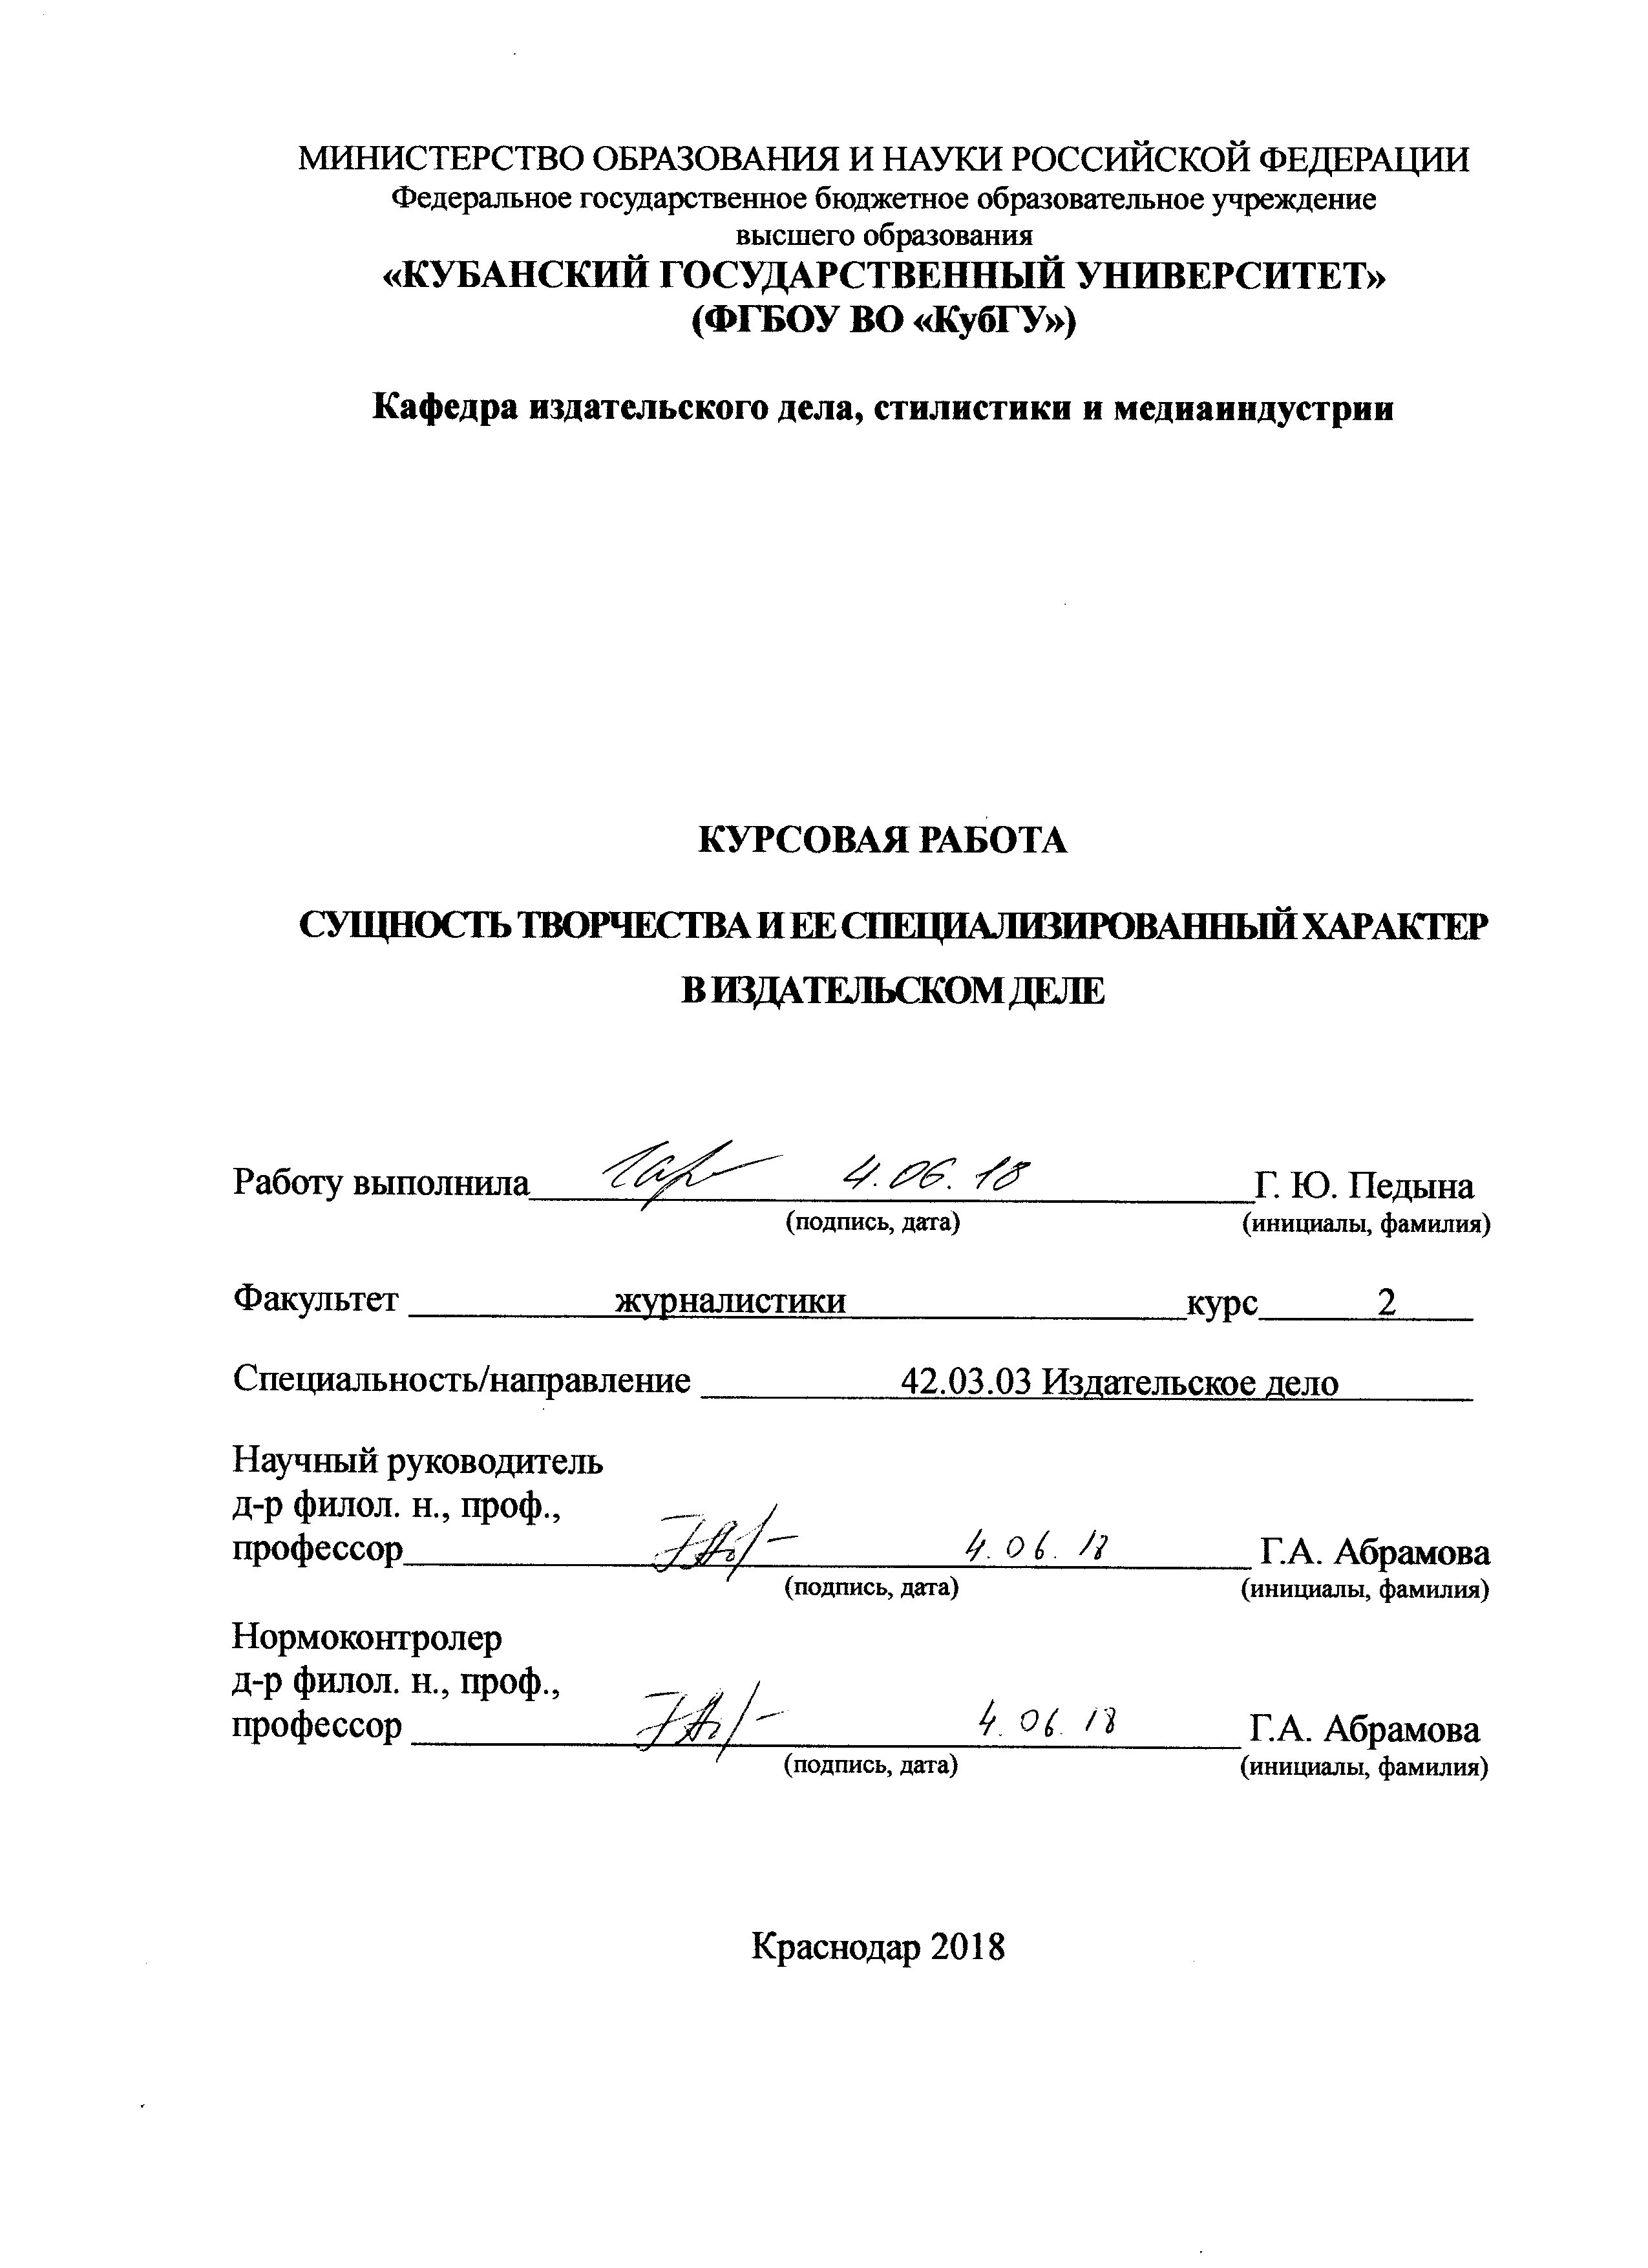 МИНИСТЕРСТВО ОБРАЗОВАНИЯ И НАУКИ РОССИЙСКОЙ ФЕДЕРАЦИИ
Федеральное государственное бюджетное образовательное учреждение
высшего образования
«КУБАНСКИЙ ГОСУДАРСТВЕННЫЙ УНИВЕРСИТЕТ»
(ФГБОУ ВО «КубГУ»)
Кафедра издательского дела, стилистики и медиаиндустрии
КУРСОВАЯ РАБОТА
СУЩНОСТЬ ТВОРЧЕСТВА И ЕЕ СПЕЦИАЛИЗИРОВАННЫЙ ХАРАКТЕР
В ИЗДАТЕЛЬСКОМ ДЕЛЕ
Работу выполнила 4.06.18 Г. Ю. Педына
(подпись, дата) (инициалы, фамилия)
Факультет журналистики курс 2
Специальность/направление 42.03.03 Издательское дело
Научный руководитель
д-р филол. н., проф.,
профессор 4.06.18 Г.А. Абрамова
(подпись, дата) (инициалы, фамилия)
Нормоконтролер
д-р филол. н., проф.,
профессор 4.06.18 Г.А. Абрамова
(подпись, дата) (инициалы, фамилия)
Краснодар 2018